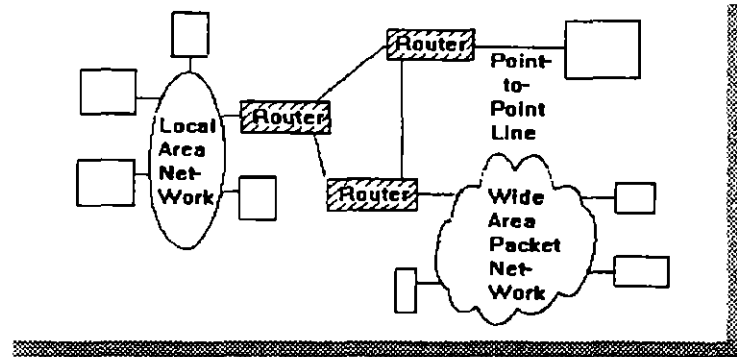 Router
Point-
to-
Point
Line
Router
Local
Area
Net-
Work
Router
Wide
Area
Packet
Net-
Work